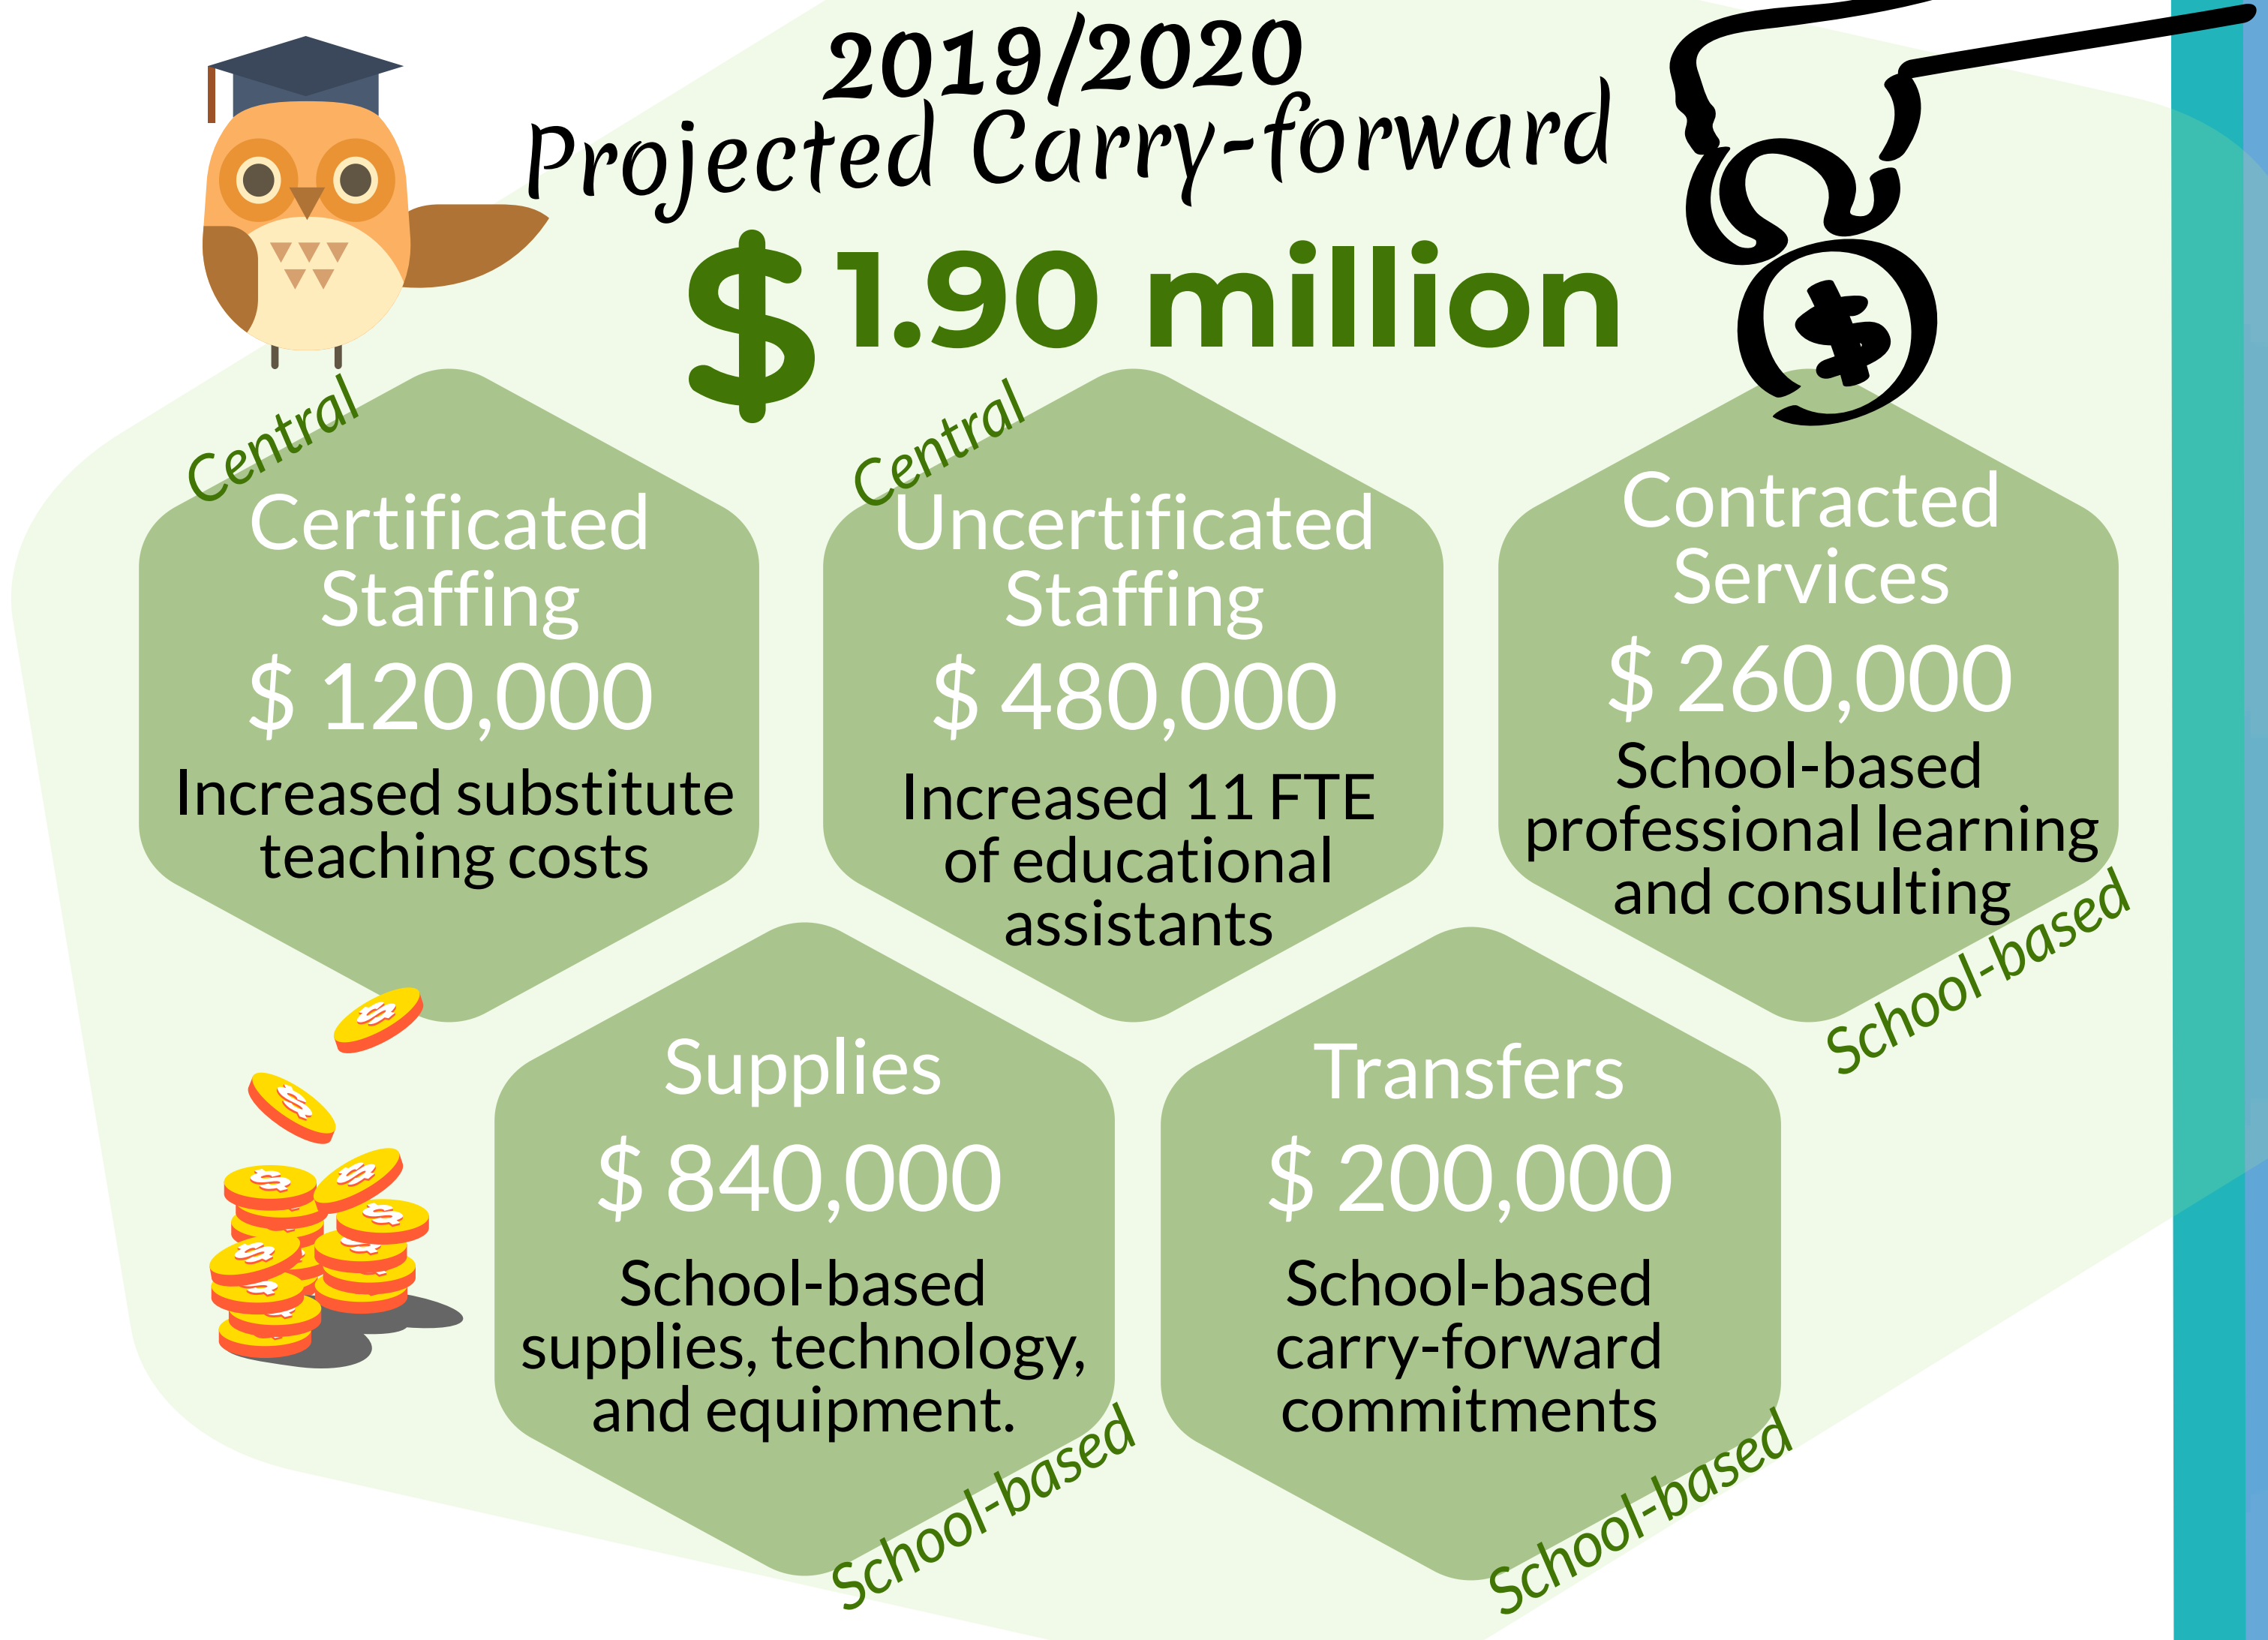 2019/2020
Projected Carry-forward
$1.90 million
Central
Certificated
Staffing
$ 120,000
Increased substitute
teaching costs
Central
Uncertificated
Staffing
$ 480,000
Increased 11 FTE
of educational
assistants
Contracted
Services
$ 260,000
School-based
professional learning
and consulting
School-based
Supplies
$ 840,000
School-based
supplies, technology,
and equipment.
School-based
Transfers
$ 200,000
School-based
carry-forward
commitments
School-based